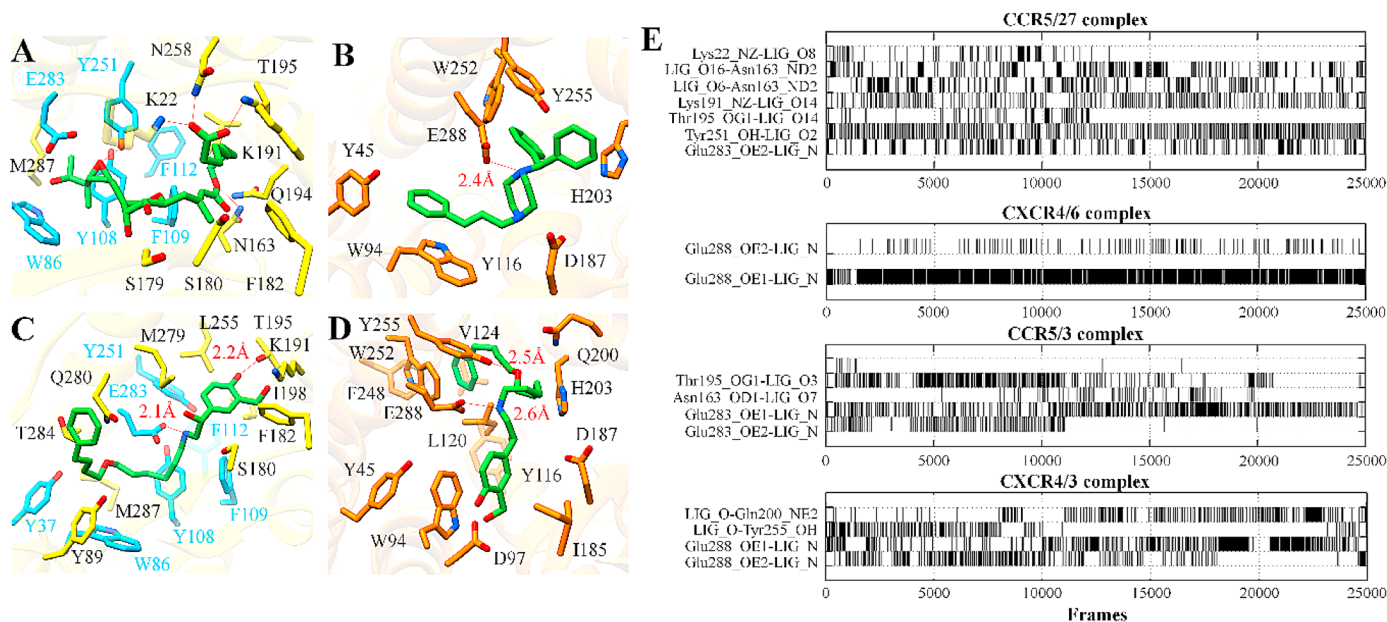 A
N258
Y251
T195
E283
K22
M287
F112
K191
Q194
Y108
F109
N163
W86
S179
S180
F182
B
W252
Y255
E288
Y45
2.4Å
H203
W94
Y116
D187
C
L255
T195
M279
K191
Y251
2.2Å
Q280
E283
I198
2.1Å
T284
F112
F182
S180
M287
Y37
Y108
F109
Y89
W86
D
Y255
V124
W252
2.5Å
Q200
F248
H203
E288
2.6Å
L120
D187
Y45
Y116
W94
D97
I185
E
CCR5/27 complex
Lys22_NZ-LIG_O8
LIG_O16-Asn163_ND2
LIG_O6-Asn163_ND2
Lys191_NZ-LIG_O14
Thr195_OG1-LIG_O14
Tyr251_OH-LIG_O2
Glu283_OE2-LIG_N
0 5000 10000 15000 20000 25000
CXCR4/6 complex
Glu288_OE2-LIG_N
Glu288_OE1-LIG_N
0 5000 10000 15000 20000 25000
CCR5/3 complex
Thr195_OG1-LIG_O3
Asn163_OD1-LIG_O7
Glu283_OE1-LIG_N
Glu283_OE2-LIG_N
0 5000 10000 15000 20000 25000
CXCR4/3 complex
LIG_O-Gln200_NE2
LIG_O-Tyr255_OH
Glu288_OE1-LIG_N
Glu288_OE2-LIG_N
0 5000 10000 15000 20000 25000
Frames